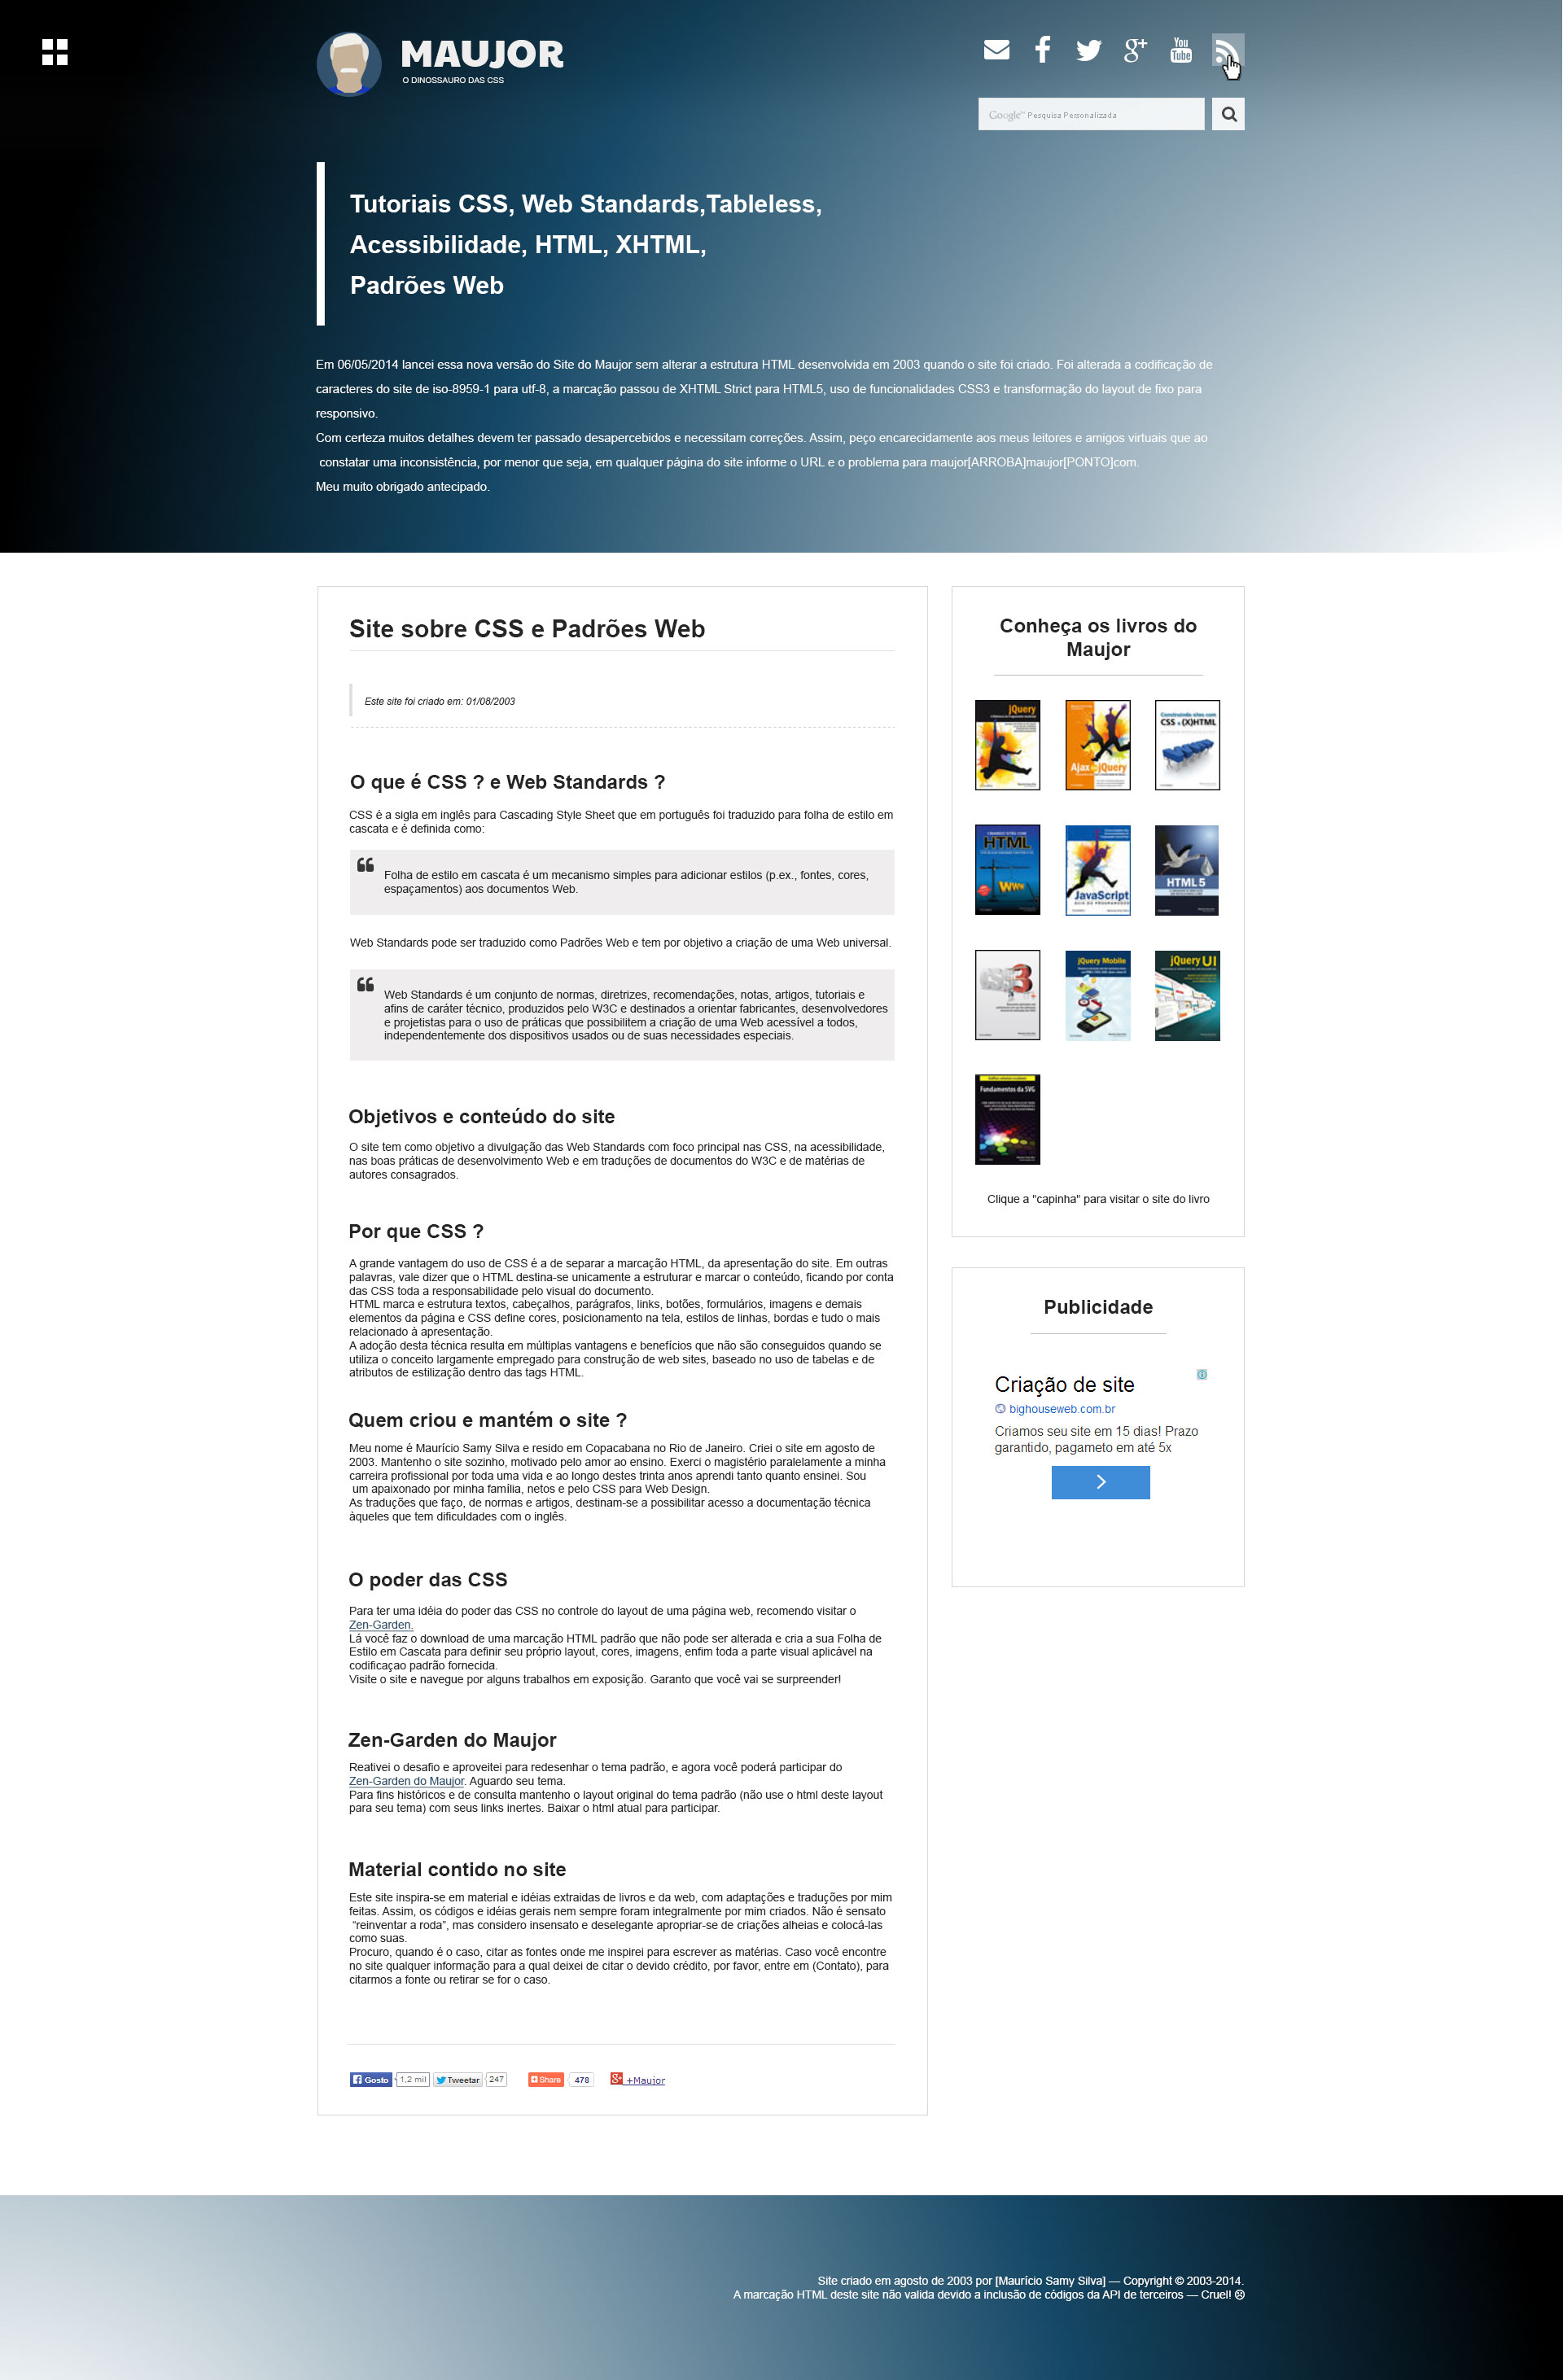 MAUJOR
O DINOSSAURO DAS CSS
You
Tube
Google™ Pesquisa Personalizada
Tutoriais CSS, Web Standards,Tableless,
Acessibilidade, HTML, XHTML,
Padrões Web
Em 06/05/2014 lancei essa nova versão do Site do Maujor sem alterar a estrutura HTML desenvolvida em 2003 quando o site foi criado. Foi alterada a codificação de
caracteres do site de iso-8959-1 para utf-8, a marcação passou de XHTML Strict para HTML5, uso de funcionalidades CSS3 e transformação do layout de fixo para
responsivo.
Com certeza muitos detalhes devem ter passado desapercebidos e necessitam correções. Assim, peço encarecidamente aos meus leitores e amigos virtuais que ao
constatar uma inconsistência, por menor que seja, em qualquer página do site informe o URL e o problema para maujor[ARROBA]maujor[PONTO]com.
Meu muito obrigado antecipado.
Site sobre CSS e Padrões Web
Este site foi criado em: 01/08/2003
O que é CSS ? e Web Standards ?
CSS é a sigla em inglês para Cascading Style Sheet que em português foi traduzido para folha de estilo em
cascata e é definida como:
Folha de estilo em cascata é um mecanismo simples para adicionar estilos (p.ex., fontes, cores,
espaçamentos) aos documentos Web.
Web Standards pode ser traduzido como Padrões Web e tem por objetivo a criação de uma Web universal.
Web Standards é um conjunto de normas, diretrizes, recomendações, notas, artigos, tutoriais e
afins de caráter técnico, produzidos pelo W3C e destinados a orientar fabricantes, desenvolvedores
e projetistas para o uso de práticas que possibilitem a criação de uma Web acessível a todos,
independentemente dos dispositivos usados ou de suas necessidades especiais.
Objetivos e conteúdo do site
O site tem como objetivo a divulgação das Web Standards com foco principal nas CSS, na acessibilidade,
nas boas práticas de desenvolvimento Web e em traduções de documentos do W3C e de matérias de
autores consagrados.
Por que CSS ?
A grande vantagem do uso de CSS é a de separar a marcação HTML, da apresentação do site. Em outras
palavras, vale dizer que o HTML destina-se unicamente a estruturar e marcar o conteúdo, ficando por conta
das CSS toda a responsabilidade pelo visual do documento.
HTML marca e estrutura textos, cabeçalhos, parágrafos, links, botões, formulários, imagens e demais
elementos da página e CSS define cores, posicionamento na tela, estilos de linhas, bordas e tudo o mais
relacionado à apresentação.
A adoção desta técnica resulta em múltiplas vantagens e benefícios que não são conseguidos quando se
utiliza o conceito largamente empregado para construção de web sites, baseado no uso de tabelas e de
atributos de estilização dentro das tags HTML.
Quem criou e mantém o site ?
Meu nome é Maurício Samy Silva e resido em Copacabana no Rio de Janeiro. Criei o site em agosto de
2003. Mantenho o site sozinho, motivado pelo amor ao ensino. Exerci o magistério paralelamente a minha
carreira profissional por toda uma vida e ao longo destes trinta anos aprendi tanto quanto ensinei. Sou
um apaixonado por minha família, netos e pelo CSS para Web Design.
As traduções que faço, de normas e artigos, destinam-se a possibilitar acesso a documentação técnica
àqueles que tem dificuldades com o inglês.
O poder das CSS
Para ter uma idéia do poder das CSS no controle do layout de uma página web, recomendo visitar o
Zen-Garden.
Lá você faz o download de uma marcação HTML padrão que não pode ser alterada e cria a sua Folha de
Estilo em Cascata para definir seu próprio layout, cores, imagens, enfim toda a parte visual aplicável na
codificaçao padrão fornecida.
Visite o site e navegue por alguns trabalhos em exposição. Garanto que você vai se surpreender!
Zen-Garden do Maujor
Reativei o desafio e aproveitei para redesenhar o tema padrão, e agora você poderá participar do
Zen-Garden do Maujor. Aguardo seu tema.
Para fins históricos e de consulta mantenho o layout original do tema padrão (não use o html deste layout
para seu tema) com seus links inertes. Baixar o html atual para participar.
Material contido no site
Este site inspira-se em material e idéias extraidas de livros e da web, com adaptações e traduções por mim
feitas. Assim, os códigos e idéias gerais nem sempre foram integralmente por mim criados. Não é sensato
“reinventar a roda”, mas considero insensato e deselegante apropriar-se de criações alheias e colocá-las
como suas.
Procuro, quando é o caso, citar as fontes onde me inspirei para escrever as matérias. Caso você encontre
no site qualquer informação para a qual deixei de citar o devido crédito, por favor, entre em (Contato), para
citarmos a fonte ou retirar se for o caso.
Gosto 1,2 mil Tweetar 247 Share 478 +Maujor
Conheça os livros do
Maujor
jQuery
Ajax com jQuery
Construindo sites com
CSS e (X)HTML
CRIANDO SITES COM
HTML
WWW
JavaScript
GUIA DO PROGRAMADOR
HTML 5
CSS3
jQuery Mobile
jQuery UI
Fundamentos da SVG
Clique a "capinha" para visitar o site do livro
Publicidade
Criação de site
bighouseweb.com.br
Criamos seu site em 15 dias! Prazo
garantido, pagameto em até 5x
Site criado em agosto de 2003 por [Maurício Samy Silva] — Copyright © 2003-2014.
A marcação HTML deste site não valida devido a inclusão de códigos da API de terceiros — Cruel! ☹